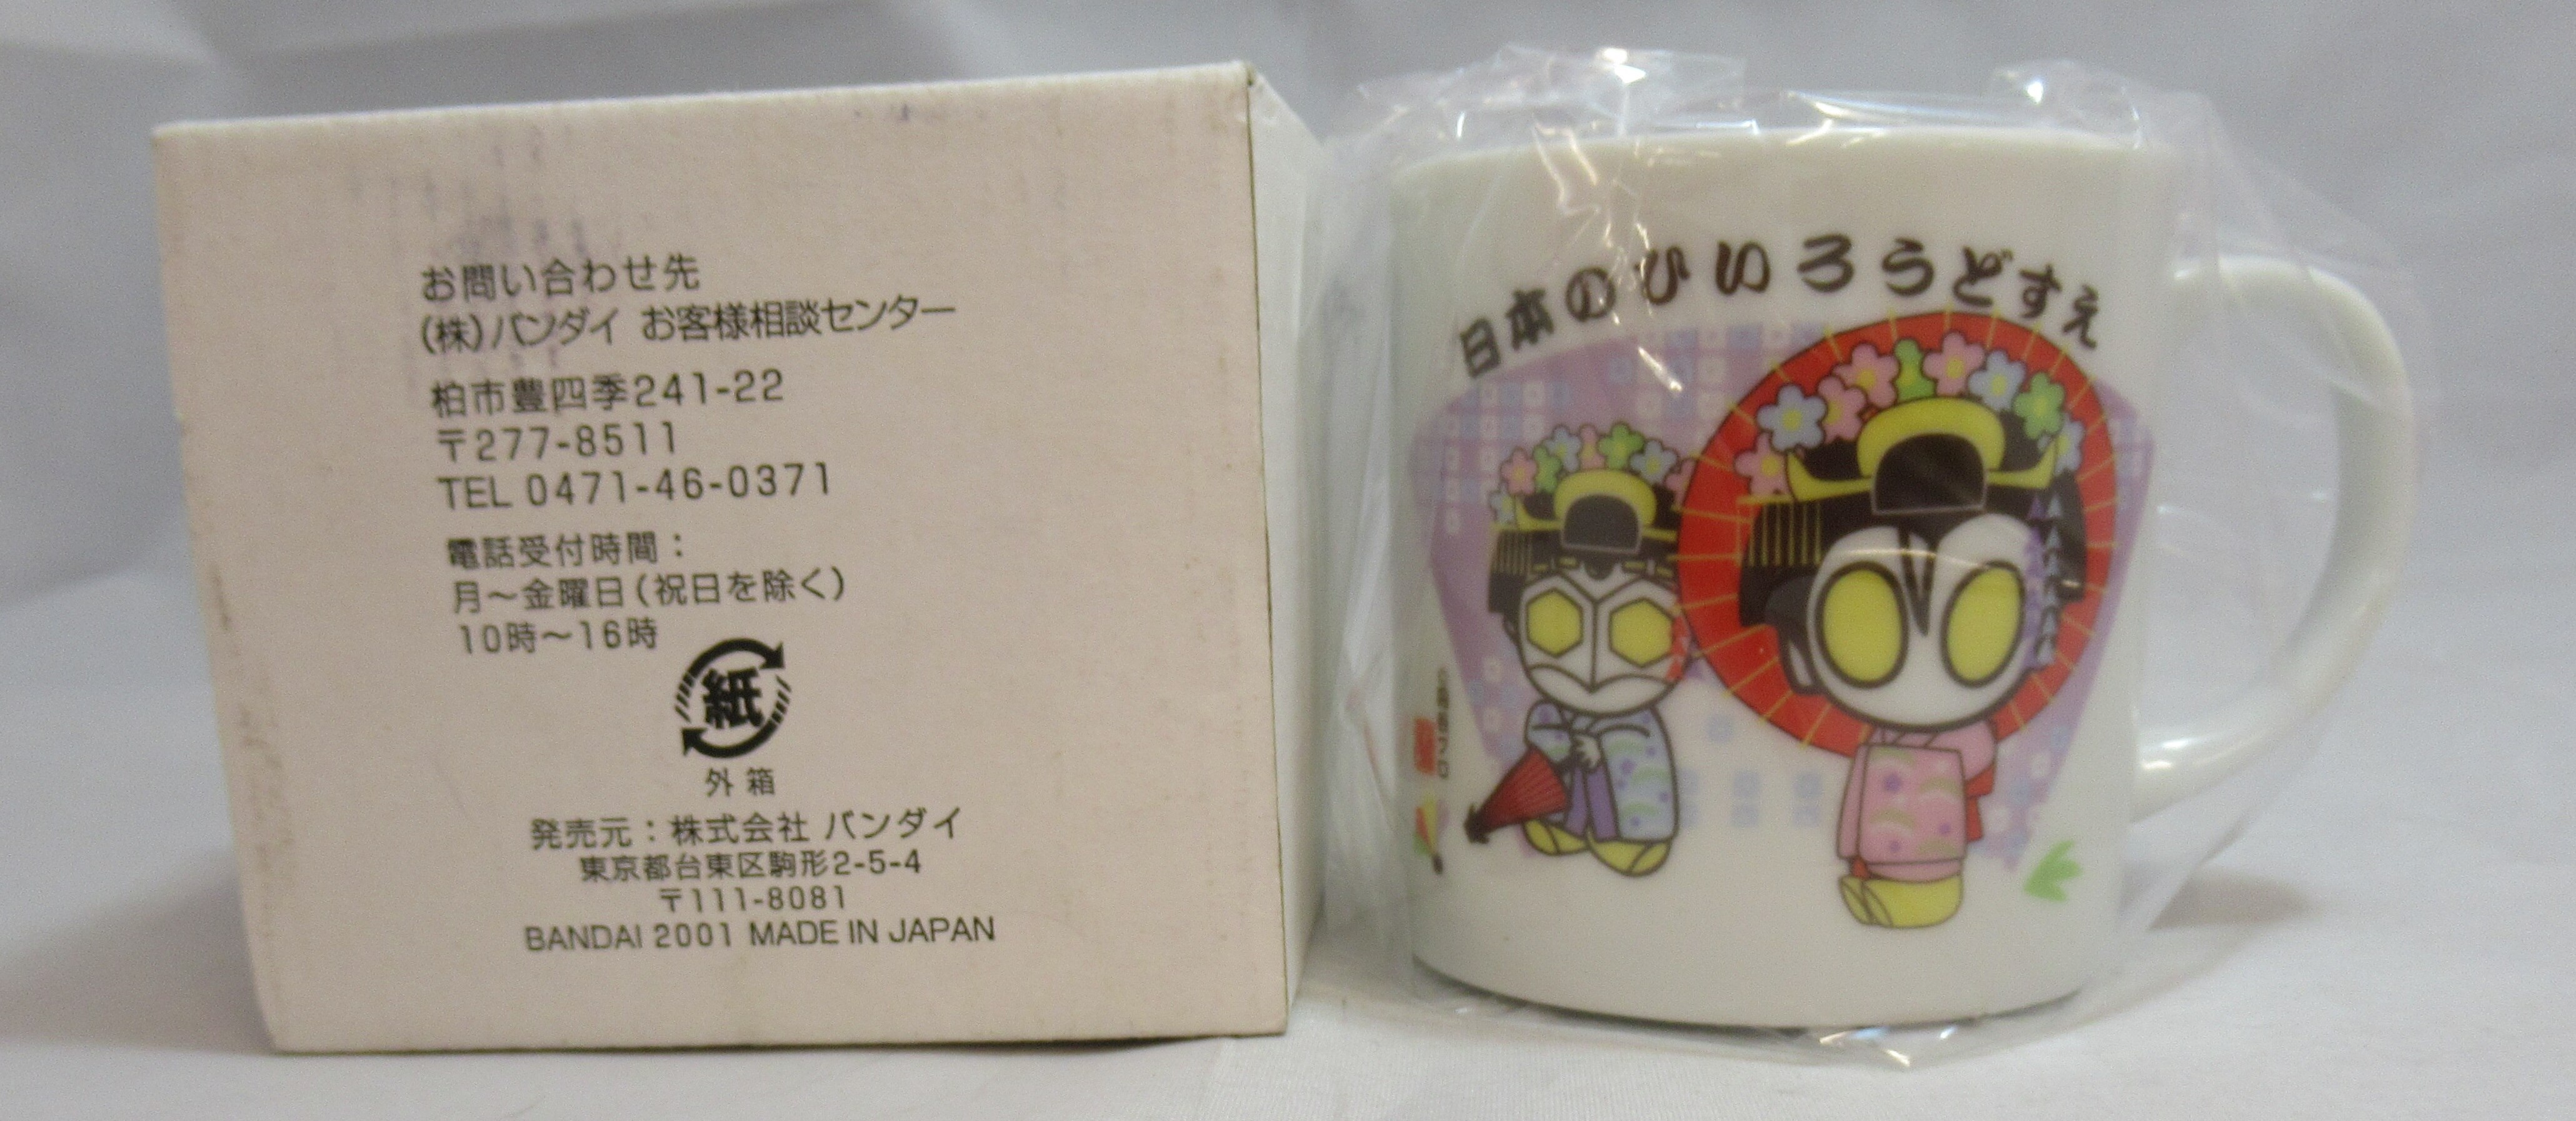 お問い合わせ先
(株)バンダイ お客様相談センター
柏市豊四季241-22
〒277-8511
TEL 0471-46-0371
電話受付時間：
月～金曜日(祝日を除く)
10時～16時
紙
外箱
発売元：株式会社 バンダイ
東京都台東区駒形2-5-4
〒111-8081
BANDAI 2001 MADE IN JAPAN
日本のひいろうどすえ